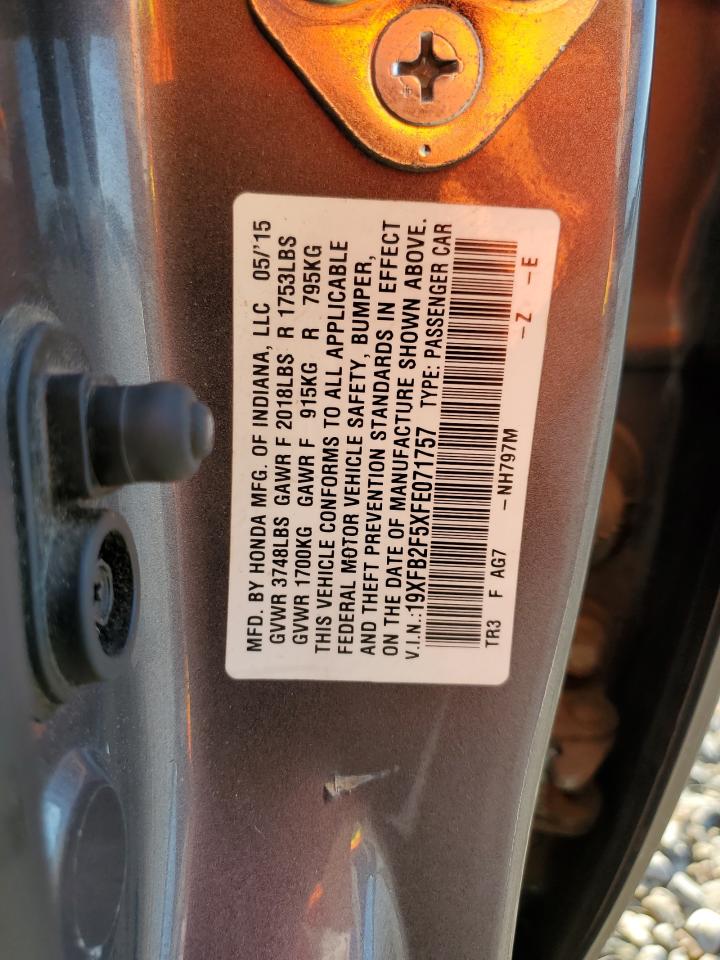 MFD. BY HONDA MFG. OF INDIANA, LLC 05/'15
GVWR 3748LBS GAWR F 2018LBS R 1753LBS
GVWR 1700KG GAWR F 915KG R 795KG
THIS VEHICLE CONFORMS TO ALL APPLICABLE
FEDERAL MOTOR VEHICLE SAFETY, BUMPER,
AND THEFT PREVENTION STANDARDS IN EFFECT
ON THE DATE OF MANUFACTURE SHOWN ABOVE.
V.I.N.:19XFB2F5XFE071757 TYPE: PASSENGER CAR
TR3 F AG7 -NH797M -Z -E